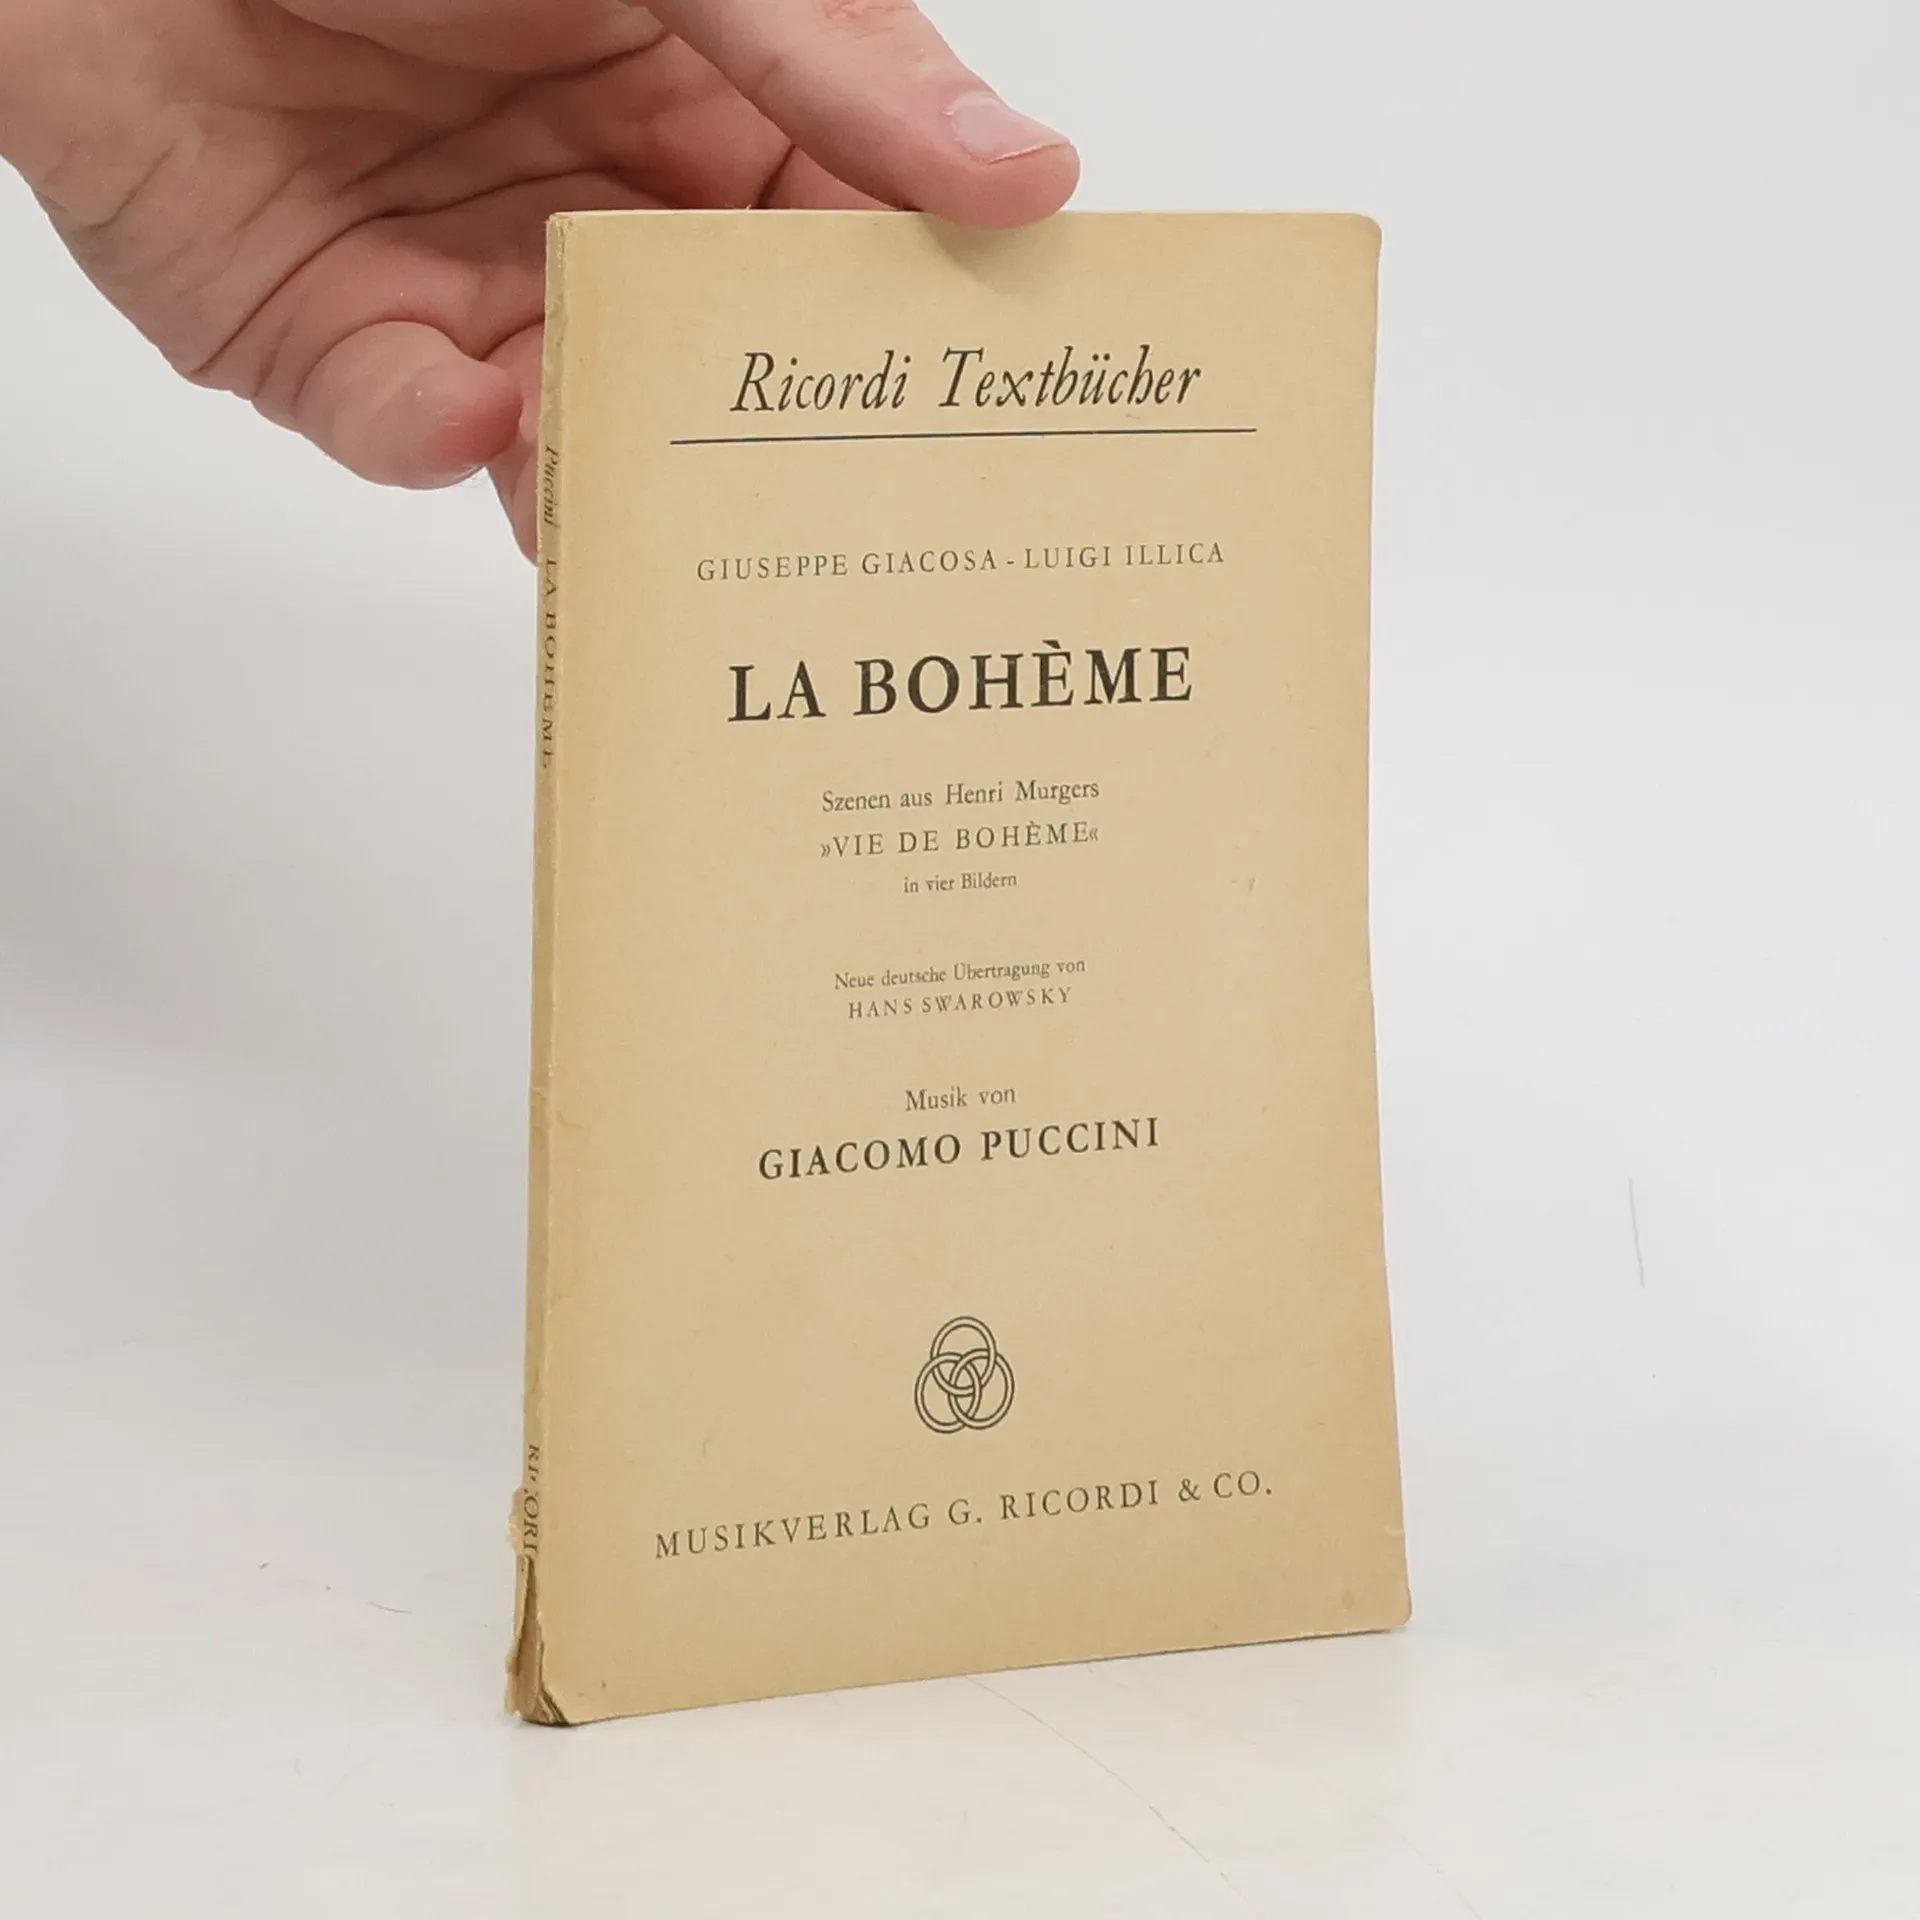 Ricordi Textbücher
GIUSEPPE GIACOSA - LUIGI ILLICA
LA BOHÈME
Szenen aus Henri Murgers
»VIE DE BOHÈME«
in vier Bildern
Neue deutsche Übertragung von
HANS SWAROWSKY
Musik von
GIACOMO PUCCINI
MUSIKVERLAG G. RICORDI & CO.
Puccini LA BOHÈME